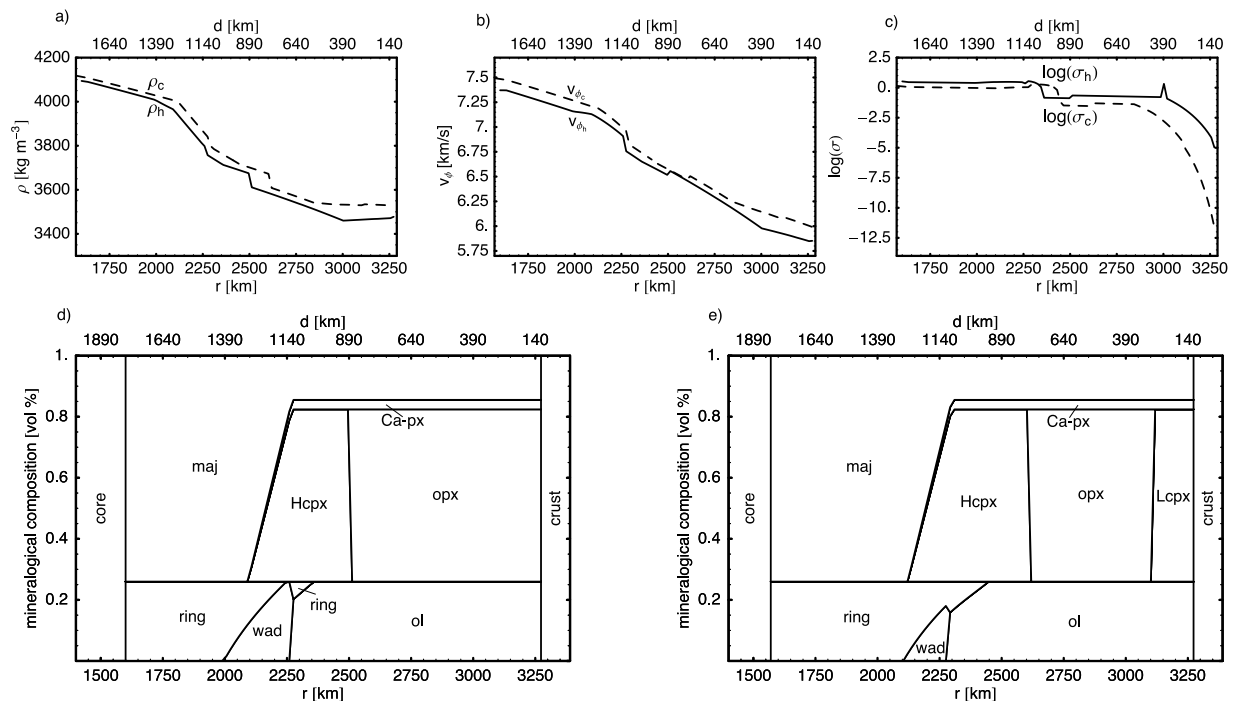 a)
d [km]
1640 1390 1140 890 640 390 140
4200
4000
3800
3600
3400
ρ [kg m⁻³]
ρc
ρh
1750 2000 2250 2500 2750 3000 3250
r [km]
b)
d [km]
1640 1390 1140 890 640 390 140
7.5
7.25
7.
6.75
6.5
6.25
6.
5.75
vϕ [km/s]
vϕc
vϕh
1750 2000 2250 2500 2750 3000 3250
r [km]
c)
d [km]
1640 1390 1140 890 640 390 140
2.5
0
−2.5
−5
−7.5
−10.
−12.5
log(σ)
log(σh)
log(σc)
1750 2000 2250 2500 2750 3000 3250
r [km]
d)
d [km]
1890 1640 1390 1140 890 640 390 140
1.
0.8
0.6
0.4
0.2
mineralogical composition [vol %]
core
maj
Ca-px
Hcpx
opx
crust
ring
wad
ring
ol
1500 1750 2000 2250 2500 2750 3000 3250
r [km]
e)
d [km]
1890 1640 1390 1140 890 640 390 140
1.
0.8
0.6
0.4
0.2
mineralogical composition [vol %]
core
maj
Ca-px
Hcpx
opx
Lcpx
crust
ring
wad
ol
1500 1750 2000 2250 2500 2750 3000 3250
r [km]